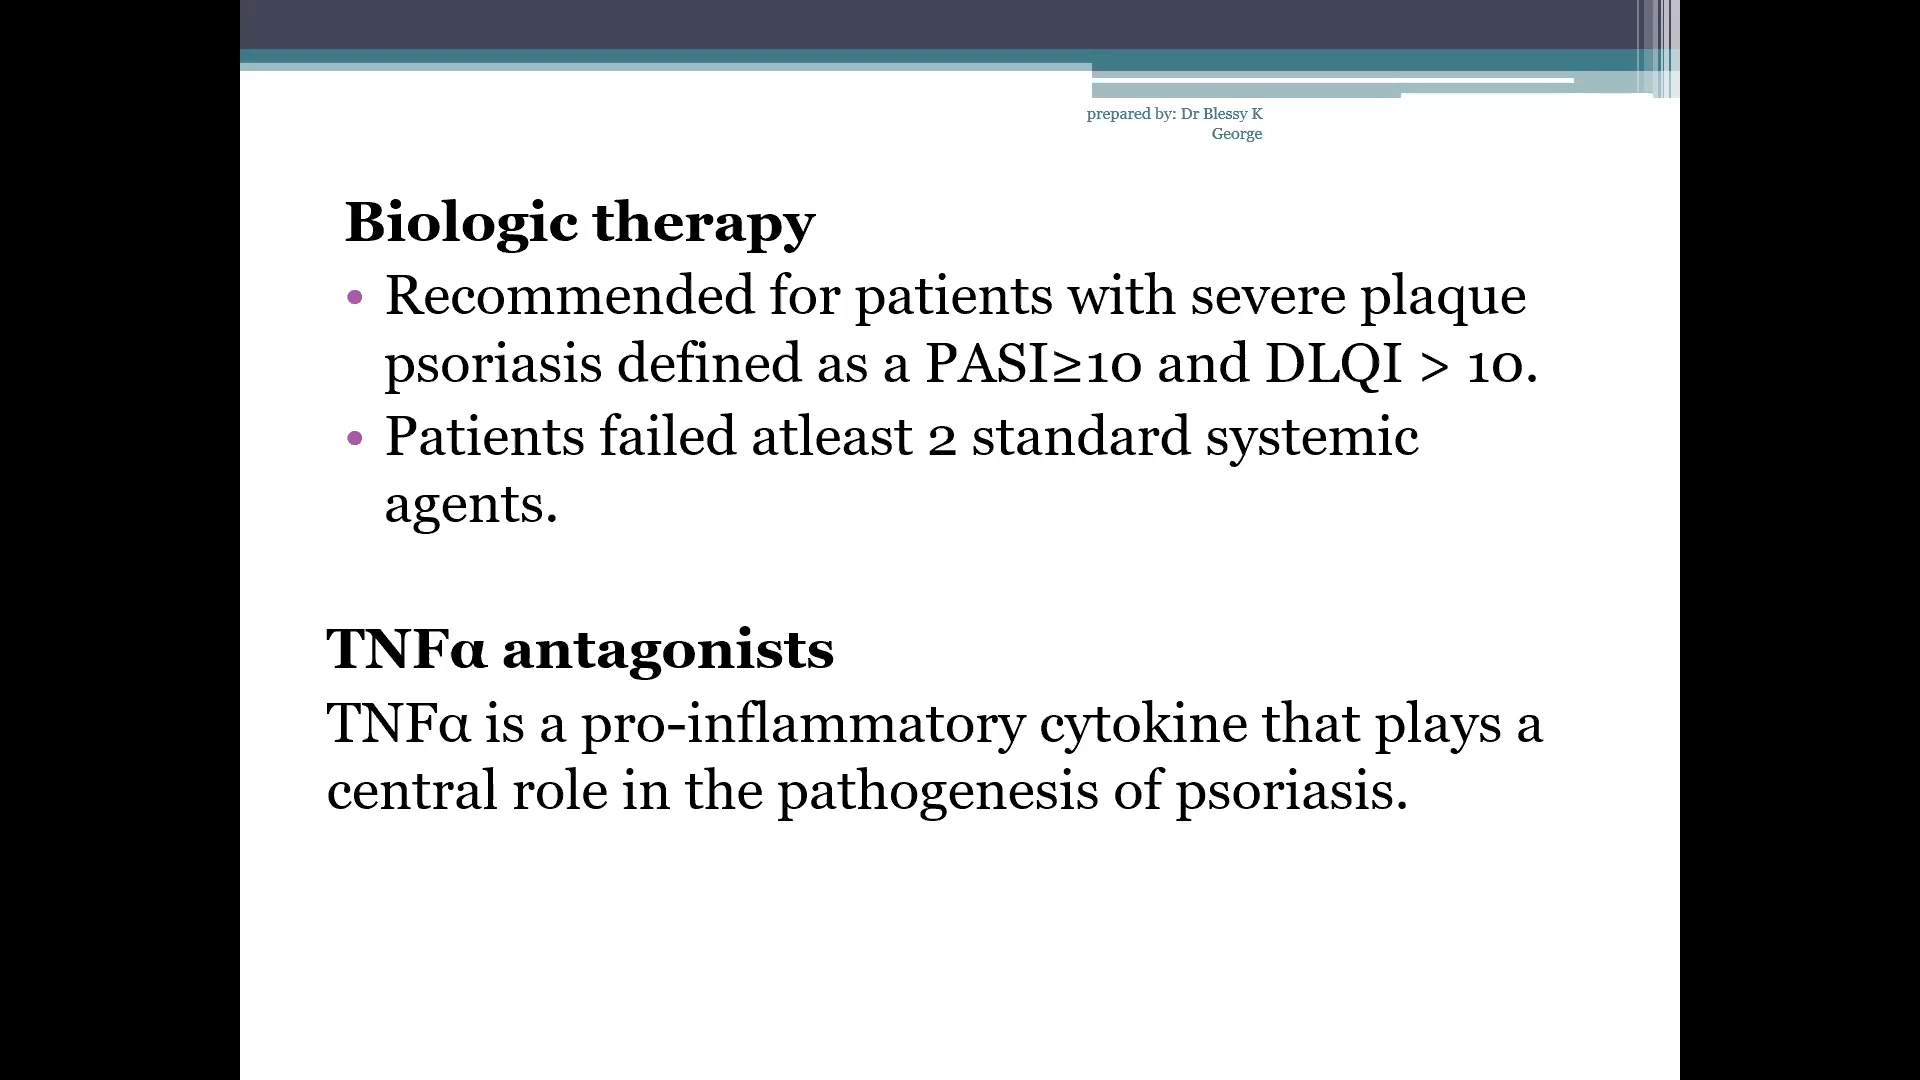 prepared by: Dr Blessy K
George
Biologic therapy
• Recommended for patients with severe plaque
psoriasis defined as a PASI≥10 and DLQI > 10.
• Patients failed atleast 2 standard systemic
agents.
TNFα antagonists
TNFα is a pro-inflammatory cytokine that plays a
central role in the pathogenesis of psoriasis.